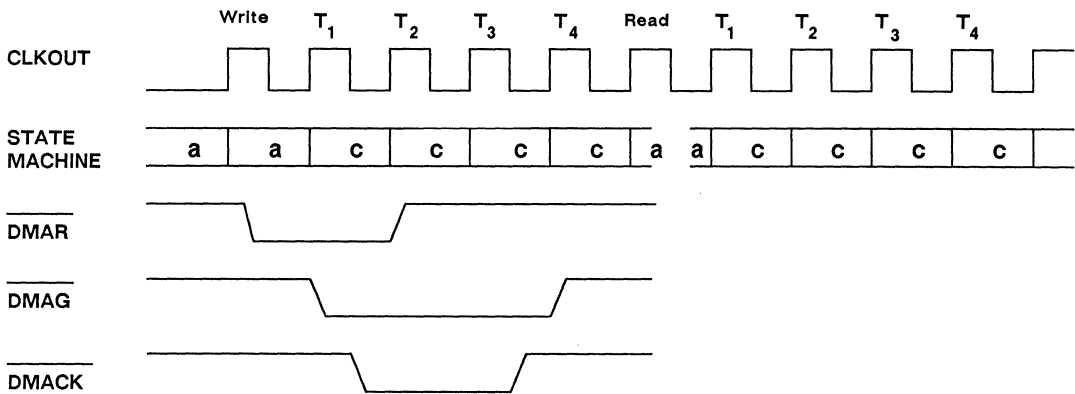 Write T1 T2 T3 T4 Read T1 T2 T3 T4
CLKOUT
STATE
MACHINE
a a c c c c a a c c c c
DMAR
DMAG
DMACK